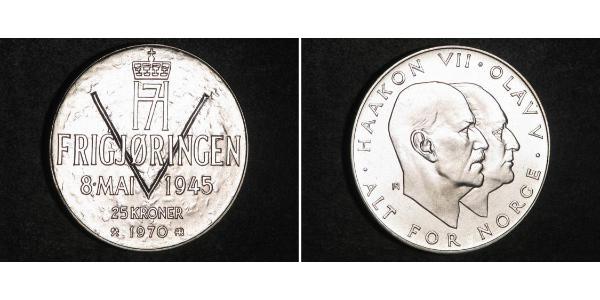 H7
FRIGJØRINGEN
8·MAI 1945
25 KRONER
1970
· HAAKON VII · OLAV V ·
ALT FOR NORGE